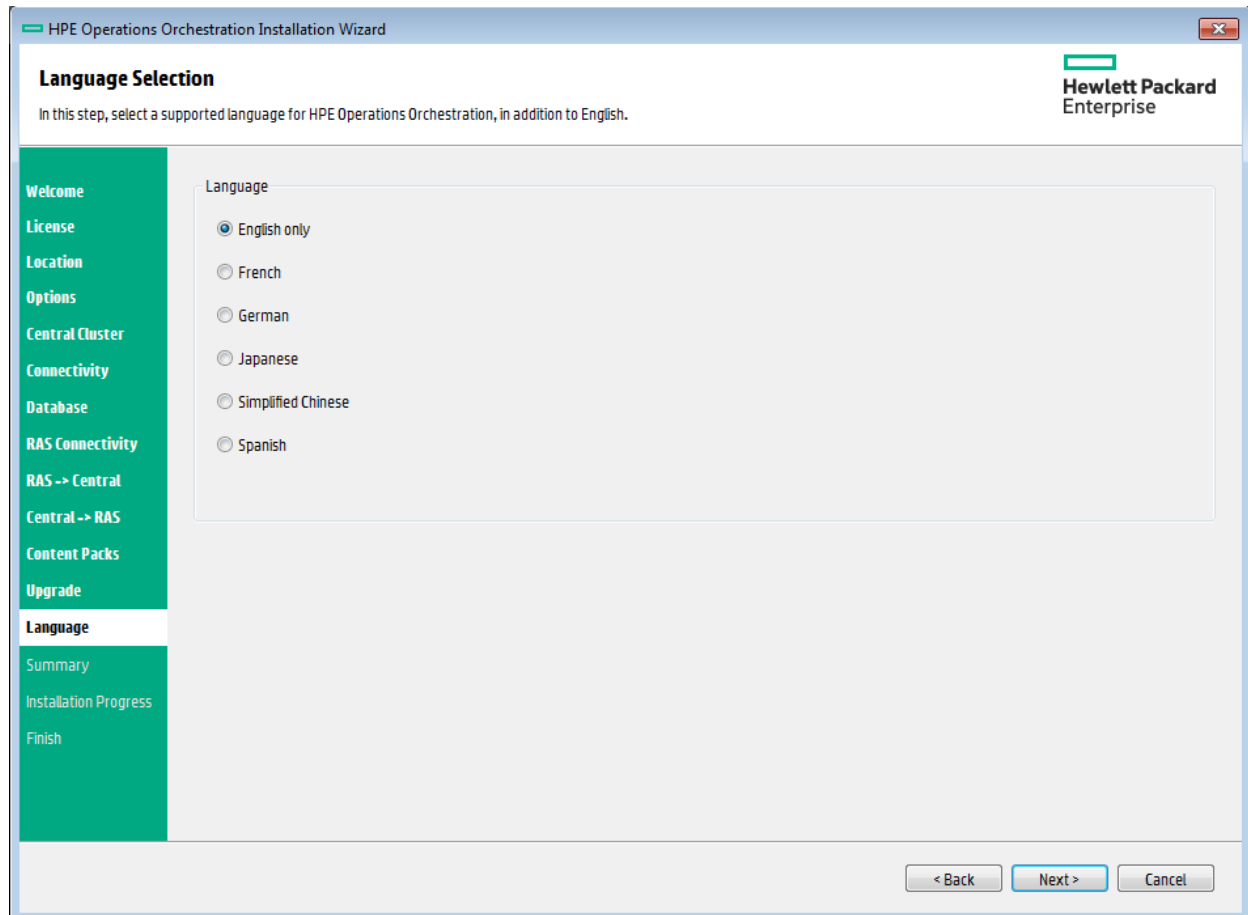 HPE Operations Orchestration Installation Wizard
Language Selection
In this step, select a supported language for HPE Operations Orchestration, in addition to English.
Hewlett Packard
Enterprise
Welcome
License
Location
Options
Central Cluster
Connectivity
Database
RAS Connectivity
RAS -> Central
Central -> RAS
Content Packs
Upgrade
Language
Summary
Installation Progress
Finish
Language
English only
French
German
Japanese
Simplified Chinese
Spanish
< Back
Next >
Cancel